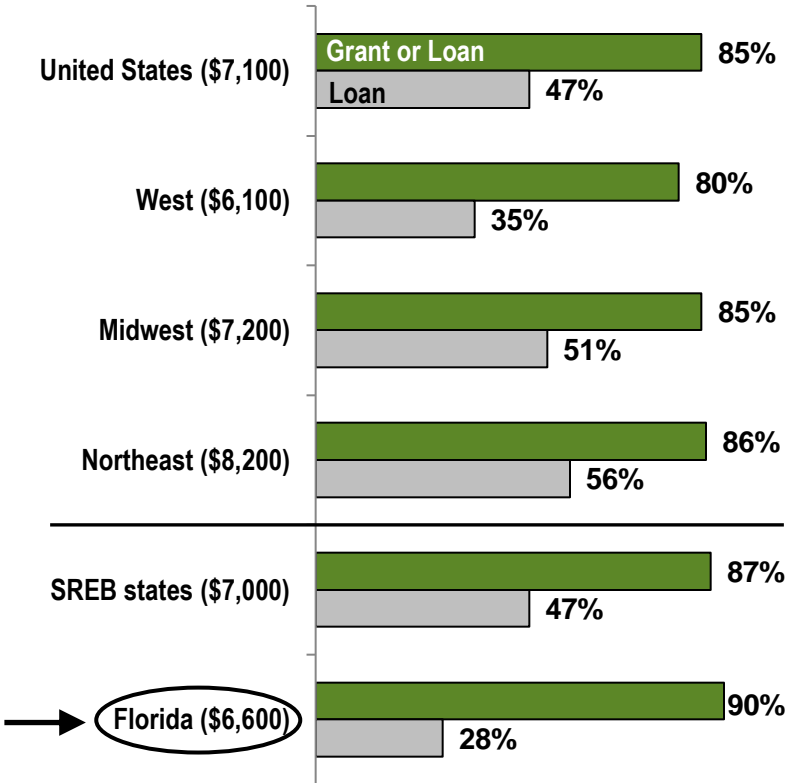 Grant or Loan
United States ($7,100)
85%
Loan
47%
West ($6,100)
80%
35%
Midwest ($7,200)
85%
51%
Northeast ($8,200)
86%
56%
SREB states ($7,000)
87%
47%
Florida ($6,600)
90%
28%